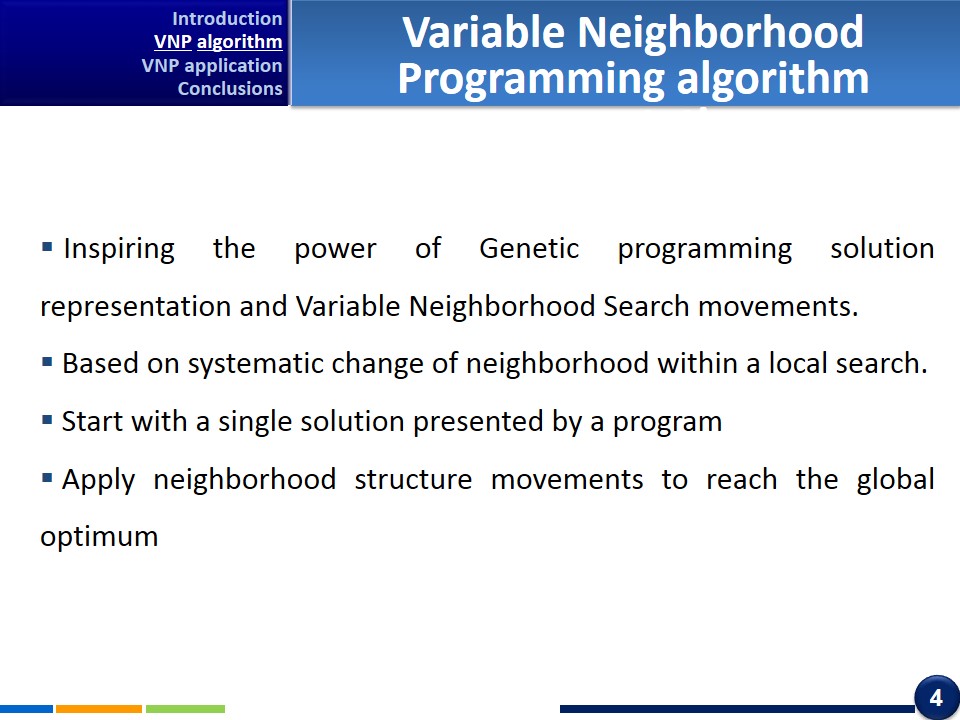 Introduction
VNP algorithm
VNP application
Conclusions
Variable Neighborhood
Programming algorithm
▪ Inspiring the power of Genetic programming solution
representation and Variable Neighborhood Search movements.
▪ Based on systematic change of neighborhood within a local search.
▪ Start with a single solution presented by a program
▪ Apply neighborhood structure movements to reach the global
optimum
4